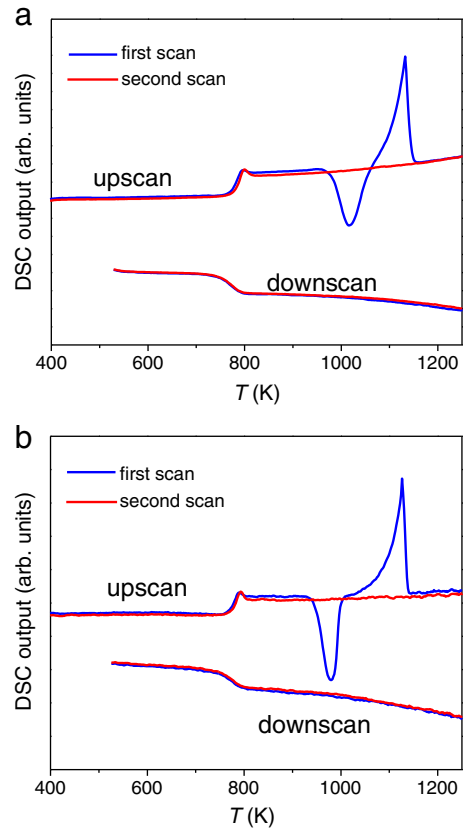 a
first scan
second scan
upscan
downscan
DSC output (arb. units)
400 600 800 1000 1200
T (K)
b
first scan
second scan
upscan
downscan
DSC output (arb. units)
400 600 800 1000 1200
T (K)